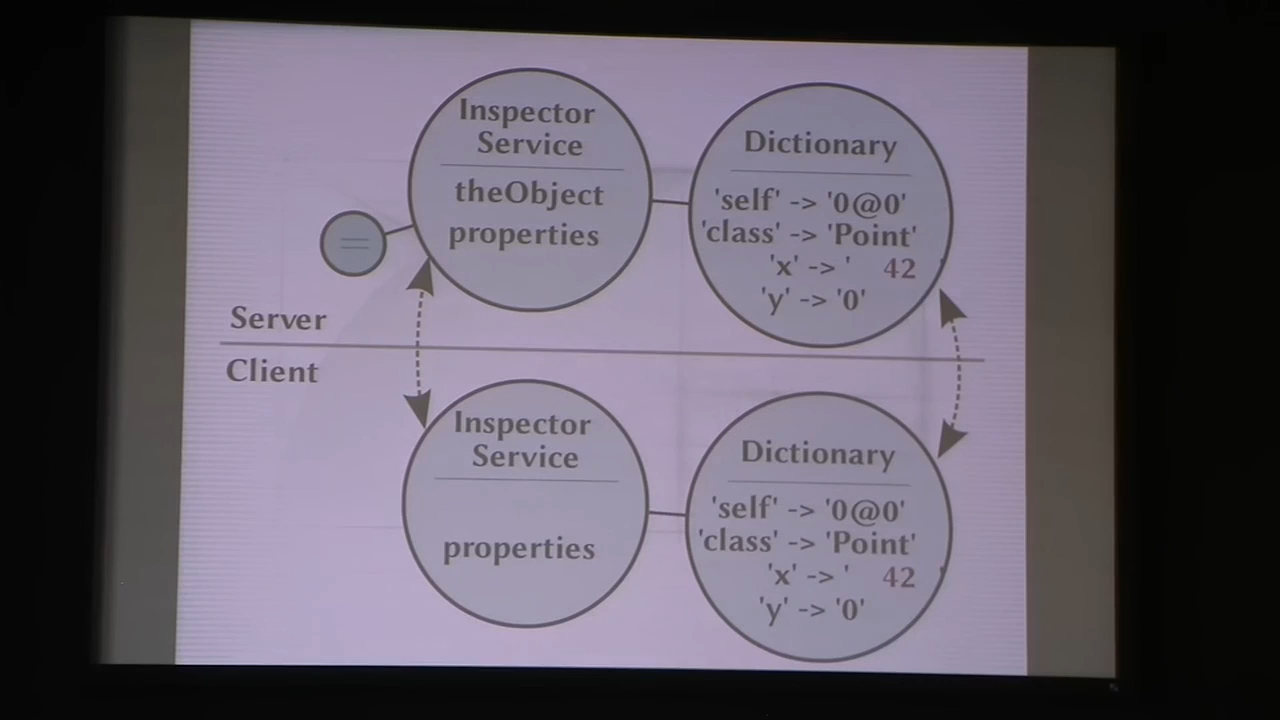 Inspector
Service
theObject
properties
Dictionary
'self' -> '0@0'
'class' -> 'Point'
'x' -> ' 42 '
'y' -> '0'
Server
Client
Inspector
Service
properties
Dictionary
'self' -> '0@0'
'class' -> 'Point'
'x' -> ' 42 '
'y' -> '0'